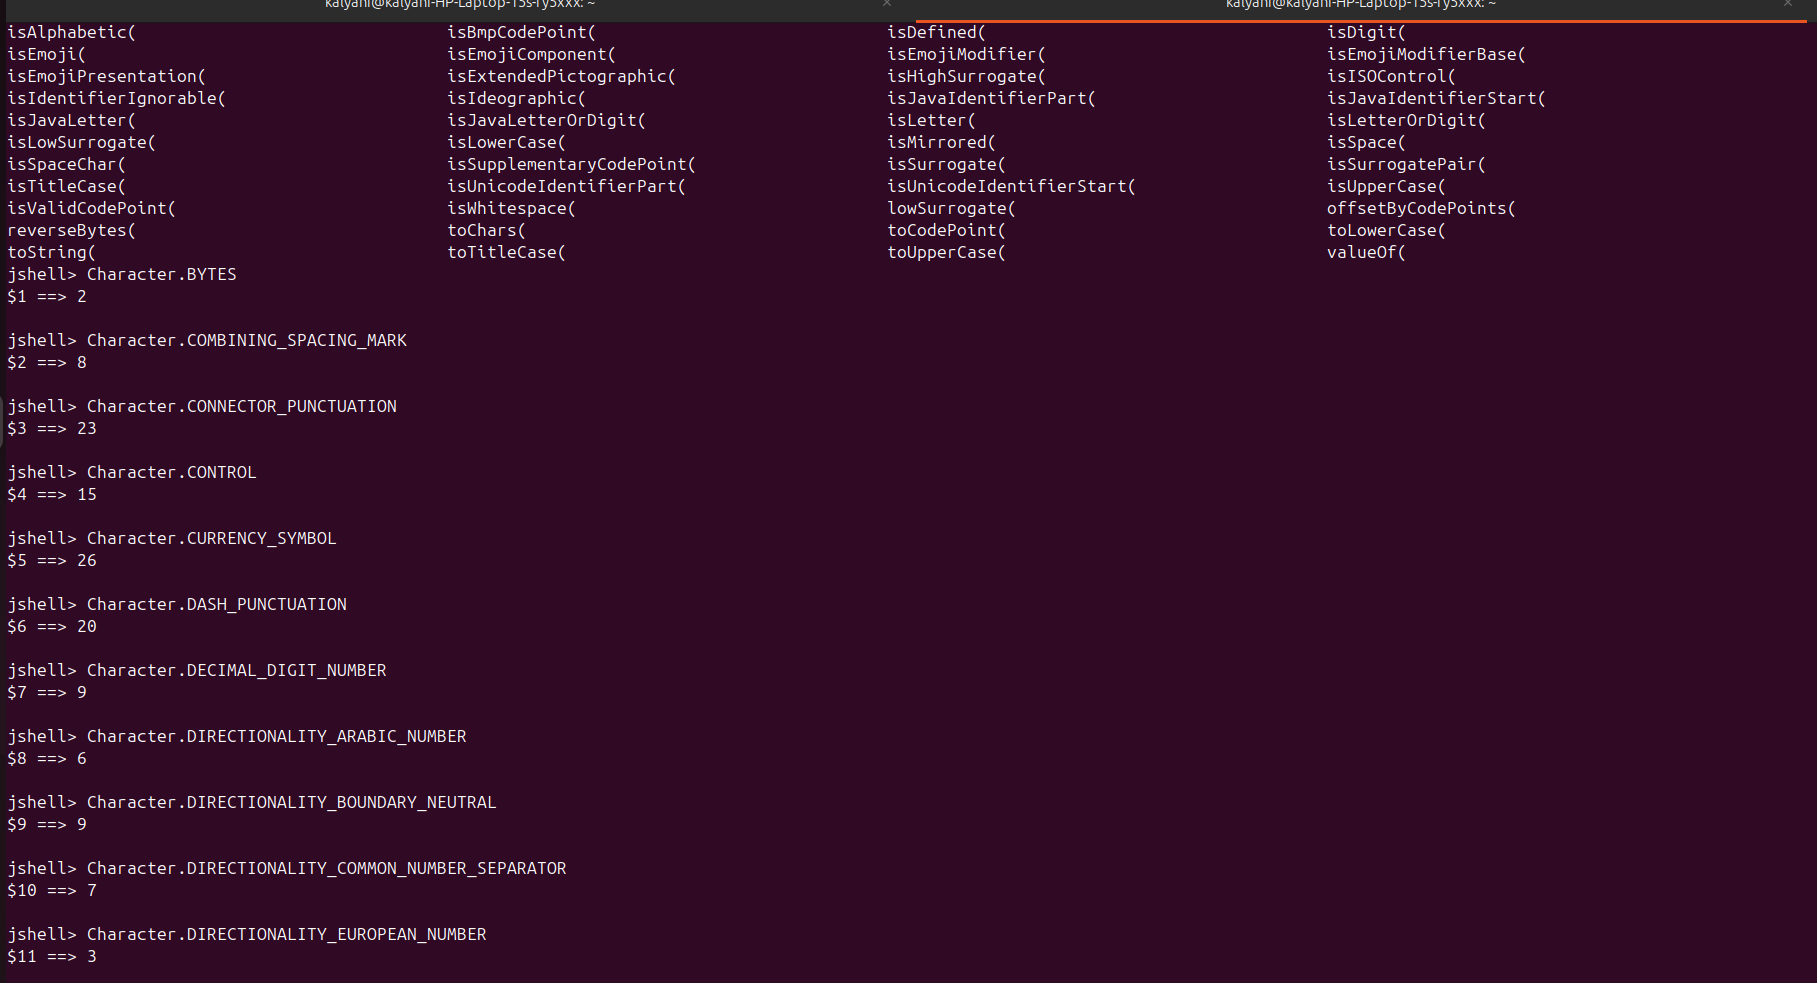 kalyani@kalyani-HP-Laptop-15s-ry5xxx: ~ × kalyani@kalyani-HP-Laptop-15s-ry5xxx: ~ ×
isAlphabetic( isBmpCodePoint( isDefined( isDigit(
isEmoji( isEmojiComponent( isEmojiModifier( isEmojiModifierBase(
isEmojiPresentation( isExtendedPictographic( isHighSurrogate( isISOControl(
isIdentifierIgnorable( isIdeographic( isJavaIdentifierPart( isJavaIdentifierStart(
isJavaLetter( isJavaLetterOrDigit( isLetter( isLetterOrDigit(
isLowSurrogate( isLowerCase( isMirrored( isSpace(
isSpaceChar( isSupplementaryCodePoint( isSurrogate( isSurrogatePair(
isTitleCase( isUnicodeIdentifierPart( isUnicodeIdentifierStart( isUpperCase(
isValidCodePoint( isWhitespace( lowSurrogate( offsetByCodePoints(
reverseBytes( toChars( toCodePoint( toLowerCase(
toString( toTitleCase( toUpperCase( valueOf(
jshell> Character.BYTES
$1 ==> 2
jshell> Character.COMBINING_SPACING_MARK
$2 ==> 8
jshell> Character.CONNECTOR_PUNCTUATION
$3 ==> 23
jshell> Character.CONTROL
$4 ==> 15
jshell> Character.CURRENCY_SYMBOL
$5 ==> 26
jshell> Character.DASH_PUNCTUATION
$6 ==> 20
jshell> Character.DECIMAL_DIGIT_NUMBER
$7 ==> 9
jshell> Character.DIRECTIONALITY_ARABIC_NUMBER
$8 ==> 6
jshell> Character.DIRECTIONALITY_BOUNDARY_NEUTRAL
$9 ==> 9
jshell> Character.DIRECTIONALITY_COMMON_NUMBER_SEPARATOR
$10 ==> 7
jshell> Character.DIRECTIONALITY_EUROPEAN_NUMBER
$11 ==> 3